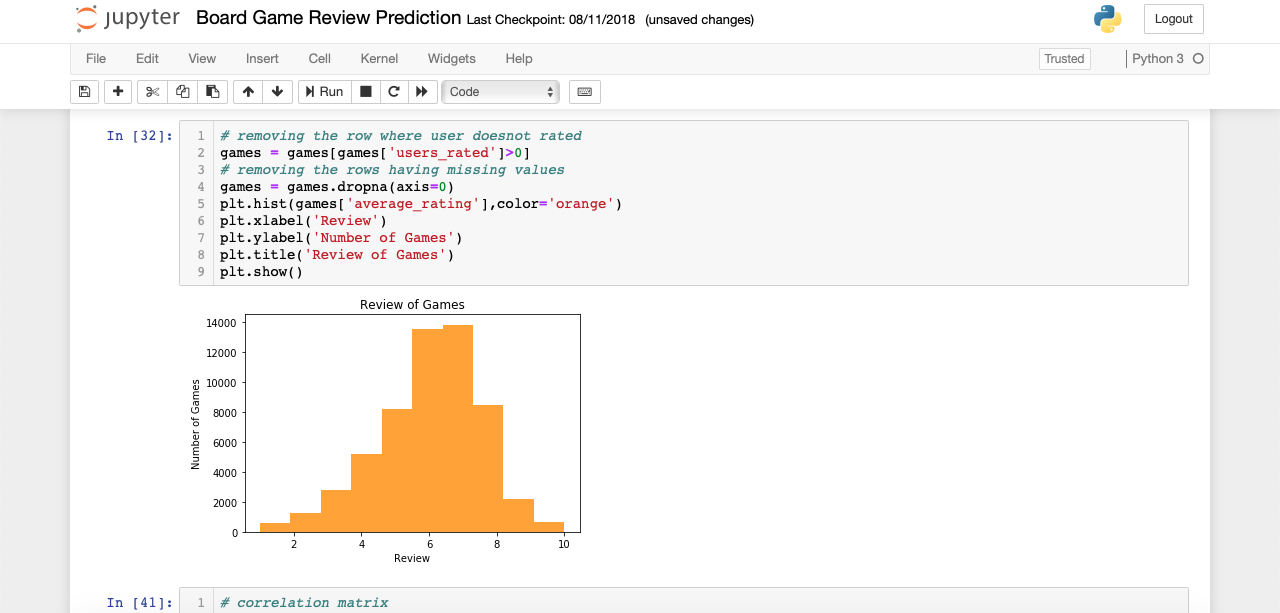 jupyter Board Game Review Prediction Last Checkpoint: 08/11/2018 (unsaved changes) Logout
File Edit View Insert Cell Kernel Widgets Help Trusted Python 3
Run Code
In [32]:
1 # removing the row where user doesnot rated
2 games = games[games['users_rated']>0]
3 # removing the rows having missing values
4 games = games.dropna(axis=0)
5 plt.hist(games['average_rating'],color='orange')
6 plt.xlabel('Review')
7 plt.ylabel('Number of Games')
8 plt.title('Review of Games')
9 plt.show()
Review of Games
14000
12000
10000
8000
6000
4000
2000
0
Number of Games
2 4 6 8 10
Review
In [41]:
1 # correlation matrix